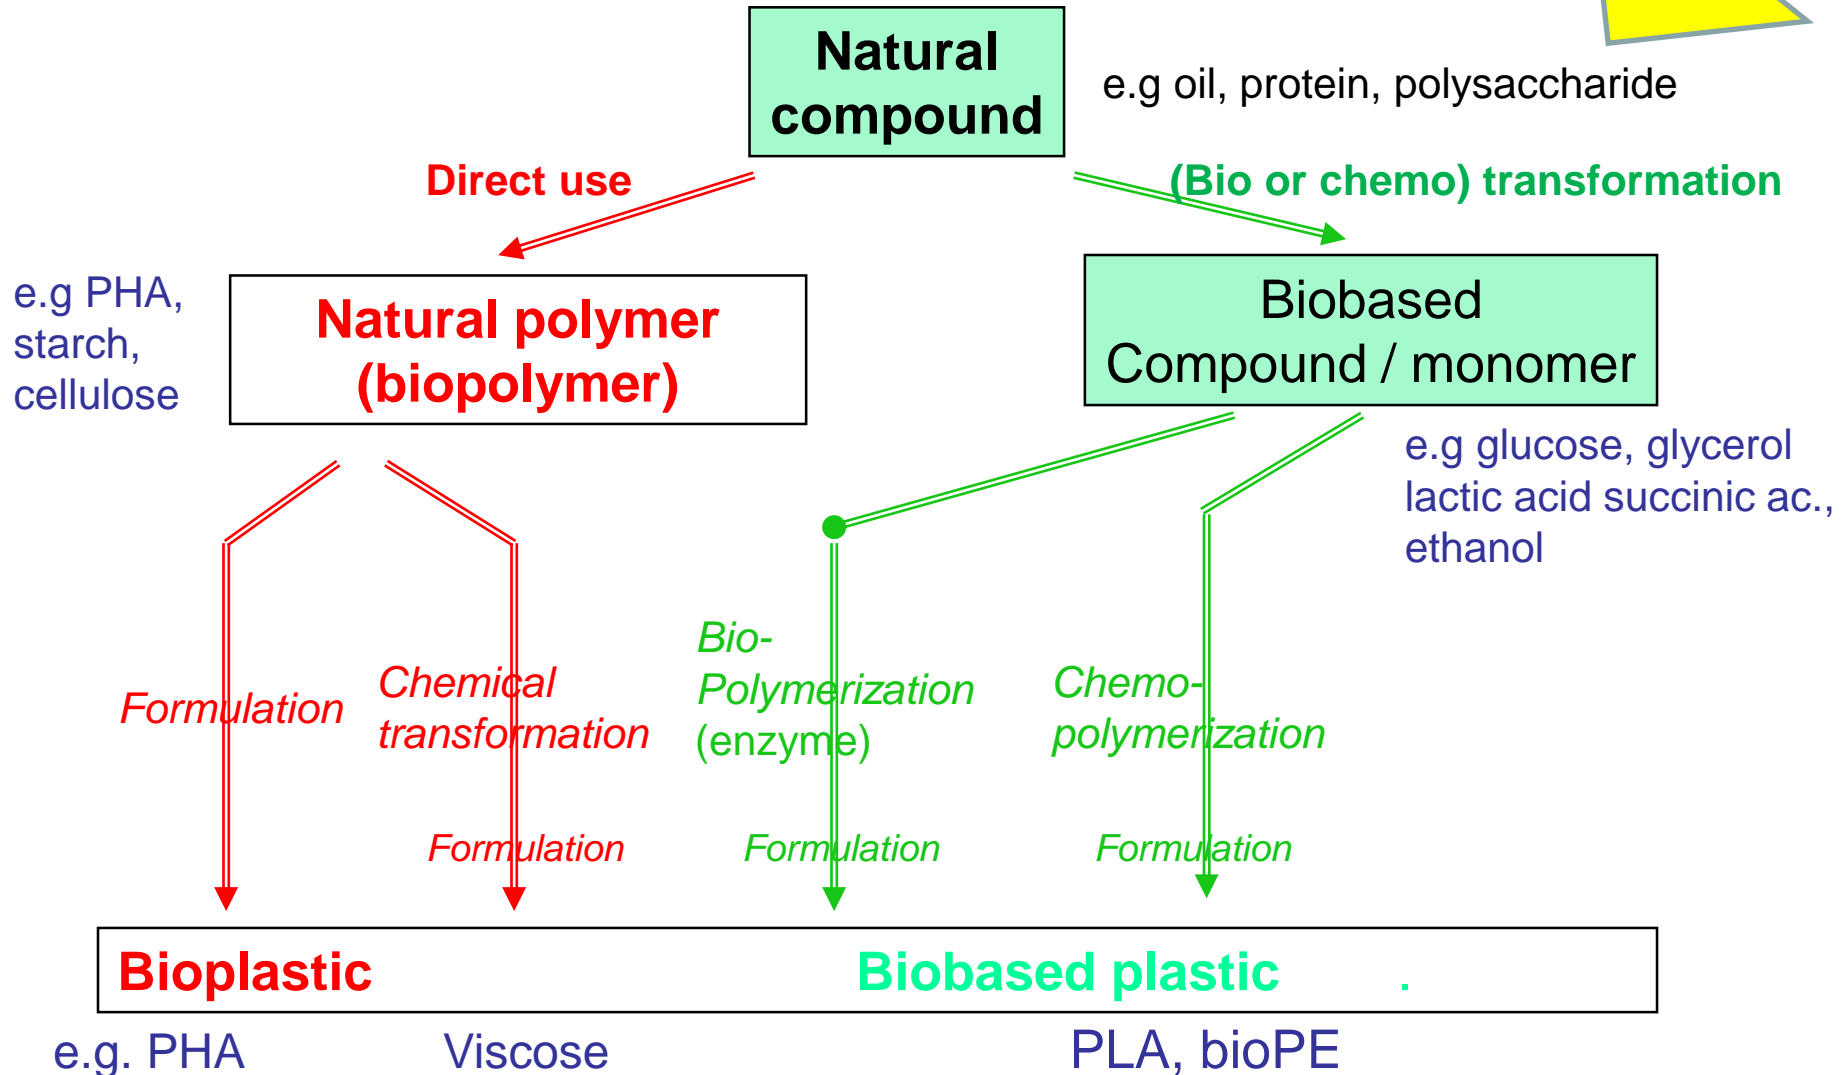 Natural
compound
e.g oil, protein, polysaccharide
Direct use
(Bio or chemo) transformation
e.g PHA,
starch,
cellulose
Natural polymer
(biopolymer)
Biobased
Compound / monomer
e.g glucose, glycerol
lactic acid succinic ac.,
ethanol
Formulation
Chemical
transformation
Bio-
Polymerization
(enzyme)
Chemo-
polymerization
Formulation
Formulation
Formulation
Bioplastic
Biobased plastic .
e.g. PHA
Viscose
PLA, bioPE